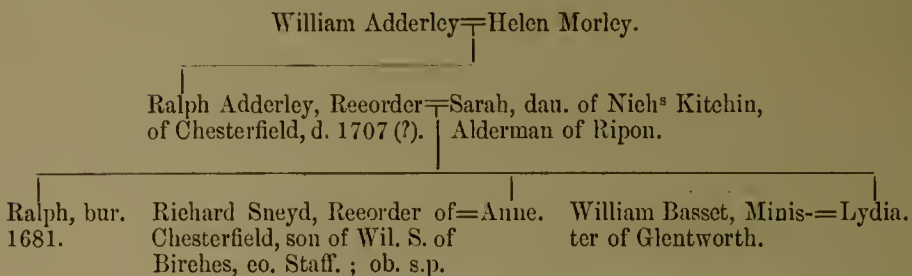 William Adderley=Helen Morley.
Ralph Adderley, Recorder=Sarah, dau. of Nichˢ Kitchin,
of Chesterfield, d. 1707 (?). Alderman of Ripon.
Ralph, bur. Richard Sneyd, Recorder of=Anne. William Basset, Minis-=Lydia.
1681. Chesterfield, son of Wil. S. of ter of Glentworth.
Birches, co. Staff. ; ob. s.p.